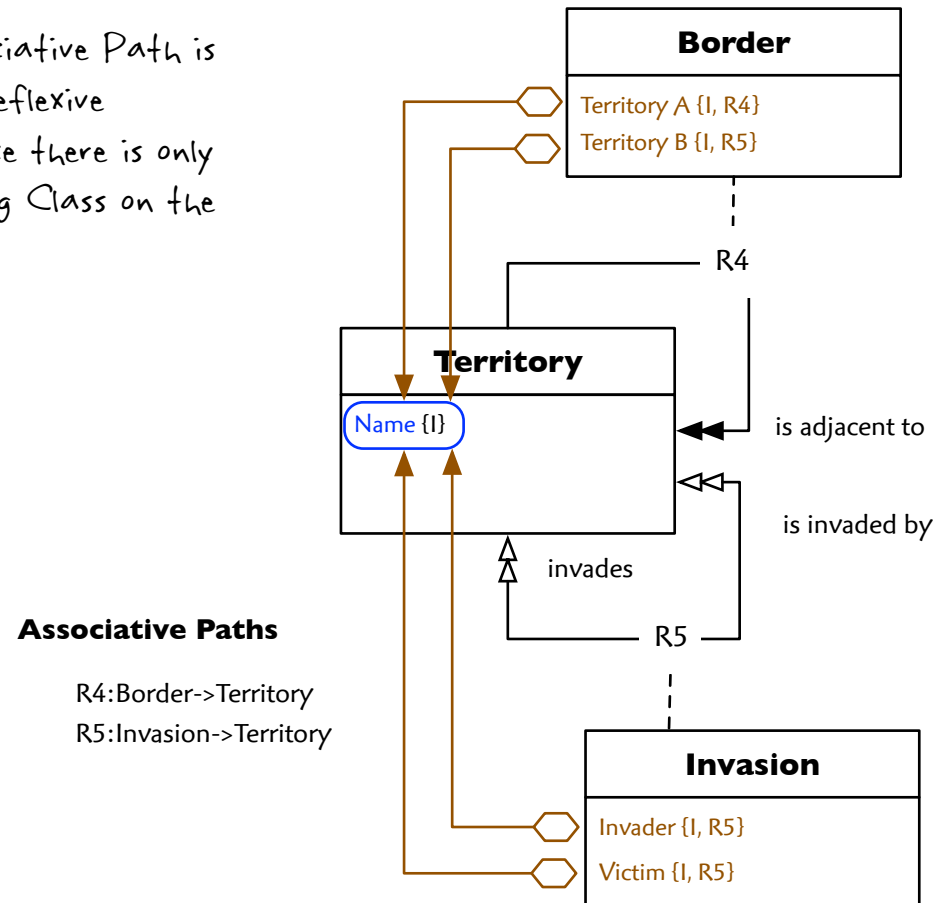 ciative Path is
eflexive
e there is only
g Class on the
Border
Territory A {I, R4}
Territory B {I, R5}
R4
Territory
Name {I}
is adjacent to
is invaded by
invades
R5
Associative Paths
R4:Border->Territory
R5:Invasion->Territory
Invasion
Invader {I, R5}
Victim {I, R5}